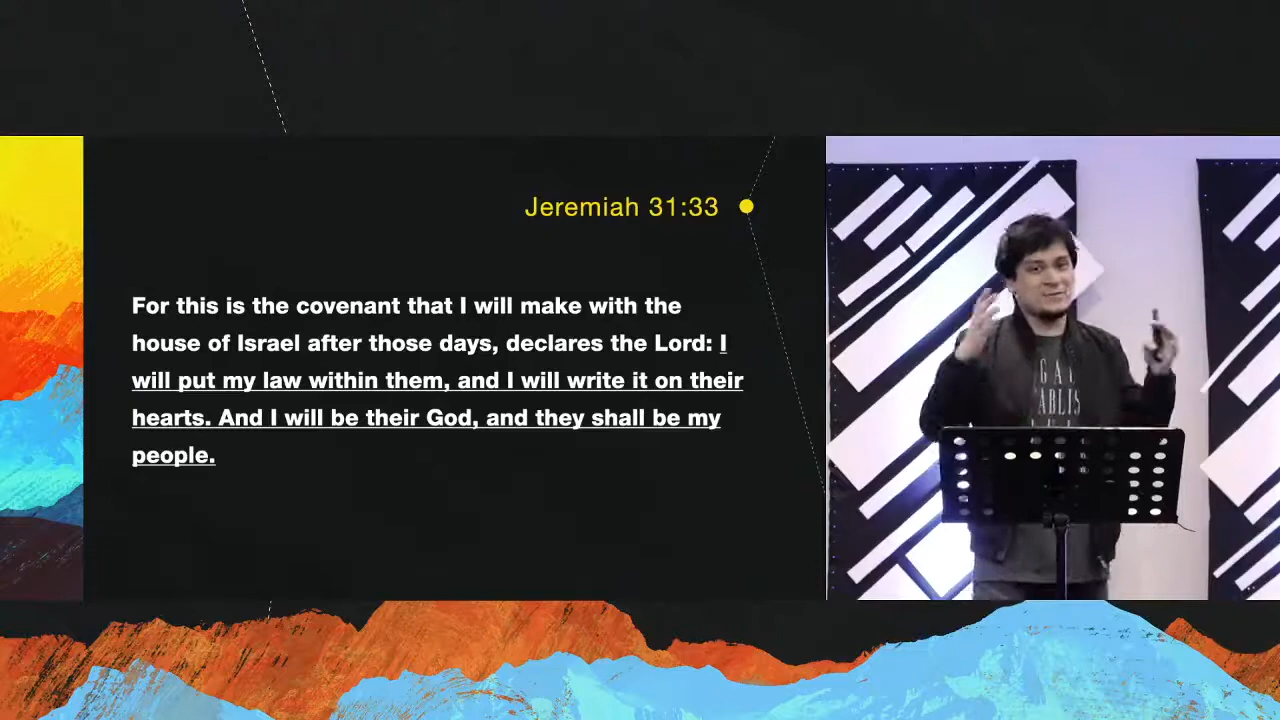 Jeremiah 31:33
For this is the covenant that I will make with the
house of Israel after those days, declares the Lord: I
will put my law within them, and I will write it on their
hearts. And I will be their God, and they shall be my
people.